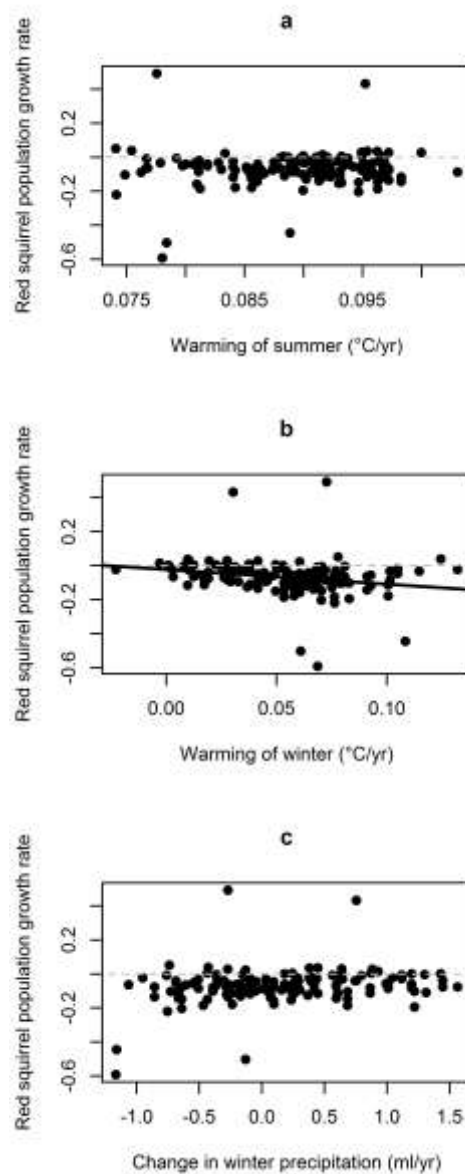 a
Red squirrel population growth rate
0.2
-0.2
-0.6
0.075 0.085 0.095
Warming of summer (°C/yr)
b
Red squirrel population growth rate
0.2
-0.2
-0.6
0.00 0.05 0.10
Warming of winter (°C/yr)
c
Red squirrel population growth rate
0.2
-0.2
-0.6
-1.0 -0.5 0.0 0.5 1.0 1.5
Change in winter precipitation (ml/yr)